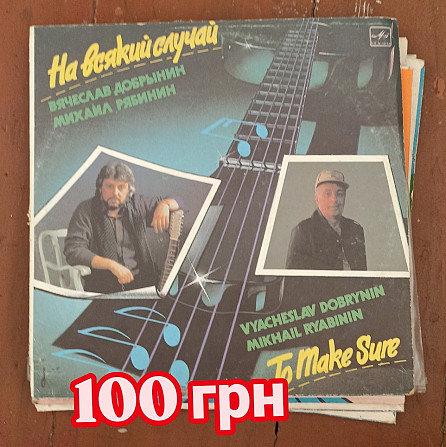 На всякий случай
ВЯЧЕСЛАВ ДОБРЫНИН
МИХАИЛ РЯБИНИН
VYACHESLAV DOBRYNIN
MIKHAIL RYABININ
To Make Sure
100 грн